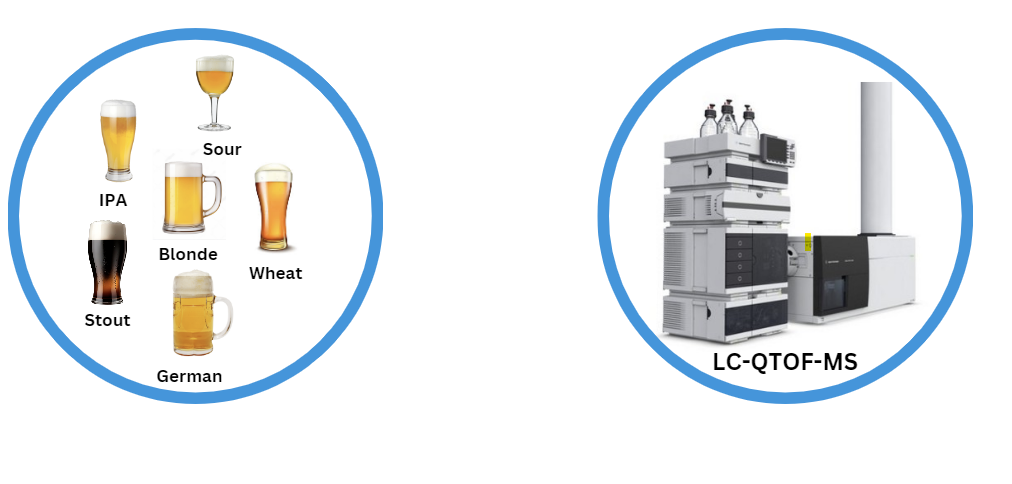 Sour
IPA
Blonde
Wheat
Stout
German
LC-QTOF-MS